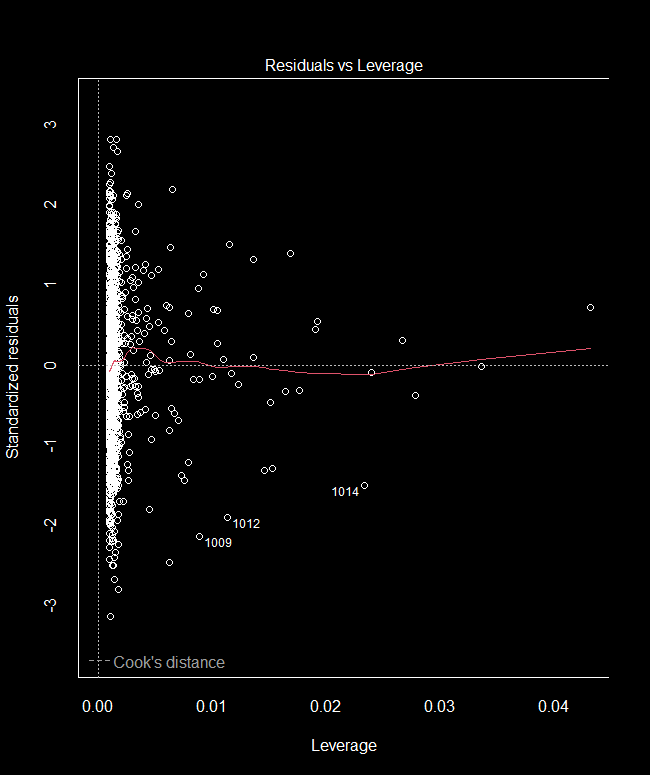 Residuals vs Leverage
Standardized residuals
3
2
1
0
-1
-2
-3
1014
1012
1009
Cook's distance
0.00 0.01 0.02 0.03 0.04
Leverage